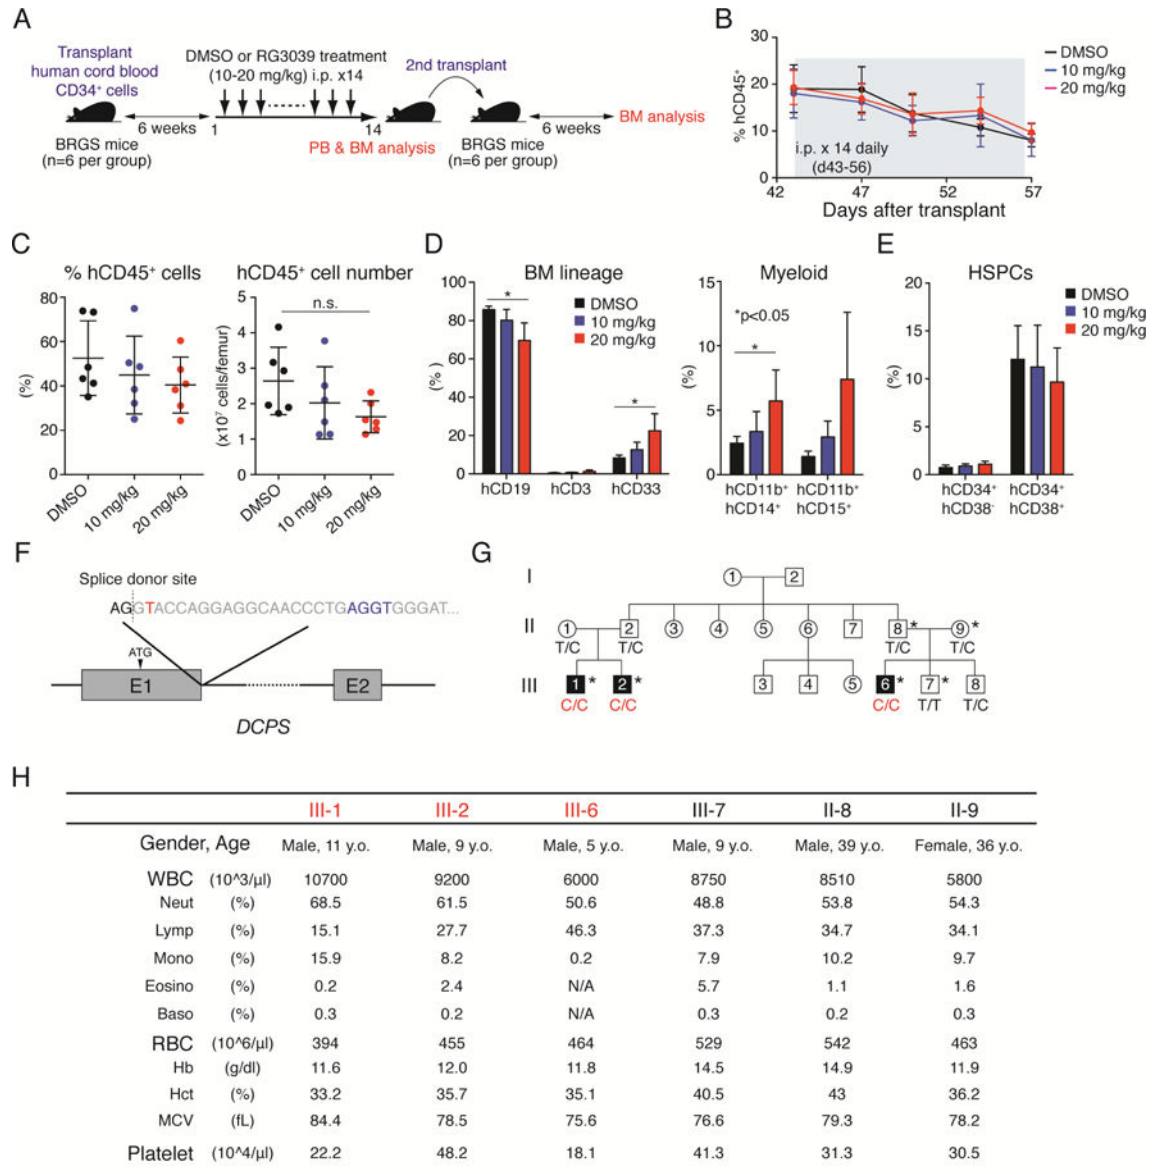 A
Transplant
human cord blood
CD34+ cells
DMSO or RG3039 treatment
(10-20 mg/kg) i.p. x14
2nd transplant
6 weeks
1
14
6 weeks
BM analysis
BRGS mice
(n=6 per group)
PB & BM analysis
BRGS mice
(n=6 per group)
B
% hCD45+
30
20
10
0
42
47
52
57
Days after transplant
i.p. x 14 daily
(d43-56)
DMSO
10 mg/kg
20 mg/kg
C
% hCD45+ cells
(%)
80
60
40
20
0
DMSO
10 mg/kg
20 mg/kg
hCD45+ cell number
(x10^7 cells/femur)
5
4
3
2
1
0
n.s.
DMSO
10 mg/kg
20 mg/kg
D
BM lineage
(% )
100
80
60
40
20
0
*
*
DMSO
10 mg/kg
20 mg/kg
hCD19
hCD3
hCD33
Myeloid
(%)
15
10
5
0
*p<0.05
*
hCD11b+
hCD14+
hCD11b+
hCD15+
E
HSPCs
(%)
20
15
10
5
0
DMSO
10 mg/kg
20 mg/kg
hCD34+
hCD38-
hCD34+
hCD38+
F
Splice donor site
AGGTACCAGGAGGCAACCCTGAGGTGGGAT...
ATG
E1
E2
DCPS
G
I
1
2
II
1
2
3
4
5
6
7
8 *
9 *
T/C
T/C
T/C
T/C
III
1 *
2 *
3
4
5
6 *
7 *
8
C/C
C/C
C/C
T/T
T/C
H
III-1 III-2 III-6 III-7 II-8 II-9
Gender, Age Male, 11 y.o. Male, 9 y.o. Male, 5 y.o. Male, 9 y.o. Male, 39 y.o. Female, 36 y.o.
WBC (10^3/μl) 10700 9200 6000 8750 8510 5800
Neut (%) 68.5 61.5 50.6 48.8 53.8 54.3
Lymp (%) 15.1 27.7 46.3 37.3 34.7 34.1
Mono (%) 15.9 8.2 0.2 7.9 10.2 9.7
Eosino (%) 0.2 2.4 N/A 5.7 1.1 1.6
Baso (%) 0.3 0.2 N/A 0.3 0.2 0.3
RBC (10^6/μl) 394 455 464 529 542 463
Hb (g/dl) 11.6 12.0 11.8 14.5 14.9 11.9
Hct (%) 33.2 35.7 35.1 40.5 43 36.2
MCV (fL) 84.4 78.5 75.6 76.6 79.3 78.2
Platelet (10^4/μl) 22.2 48.2 18.1 41.3 31.3 30.5